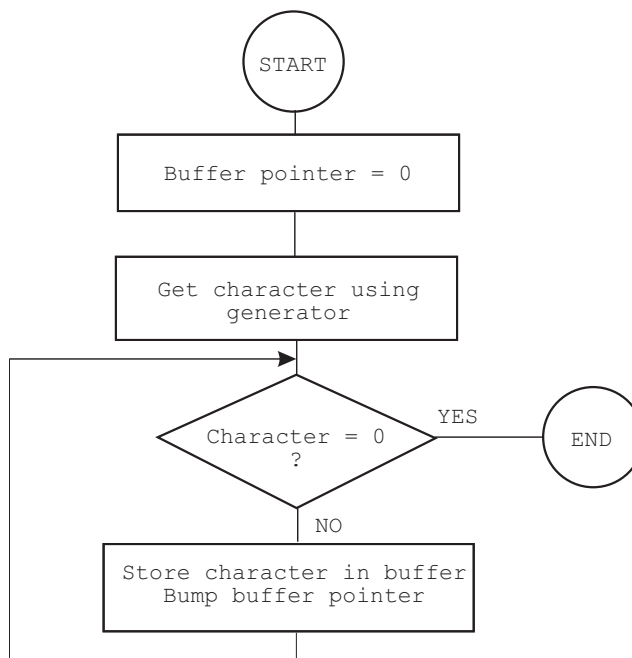 START
Buffer pointer = 0
Get character using
generator
YES
Character = 0
?
END
NO
Store character in buffer
Bump buffer pointer